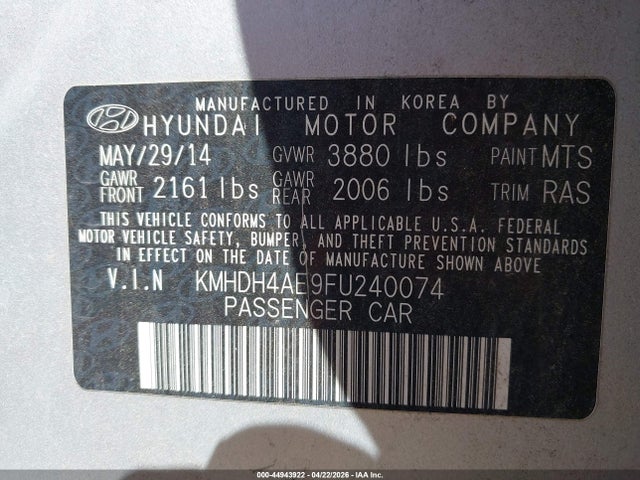 MANUFACTURED IN KOREA BY
HYUNDAI MOTOR COMPANY
MAY/29/14 GVWR 3880 lbs PAINT MTS
GAWR FRONT 2161 lbs GAWR REAR 2006 lbs TRIM RAS
THIS VEHICLE CONFORMS TO ALL APPLICABLE U.S.A. FEDERAL
MOTOR VEHICLE SAFETY, BUMPER, AND THEFT PREVENTION STANDARDS
IN EFFECT ON THE DATE OF MANUFACTURE SHOWN ABOVE
V.I.N KMHDH4AE9FU240074
PASSENGER CAR
000-44943922 - 04/22/2026 - IAA Inc.